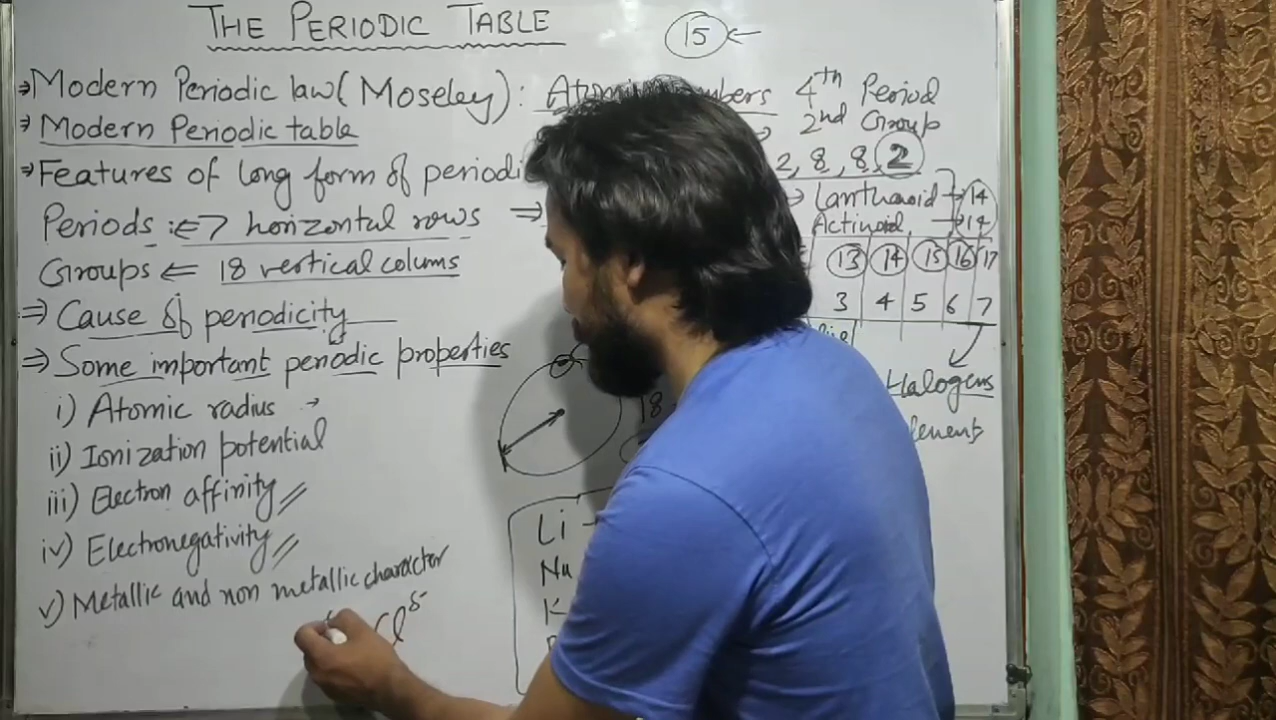 THE PERIODIC TABLE
15 ←
⇒ Modern Periodic law (Moseley) : Atomic numbers
⇒ Modern Periodic table
⇒ Features of long form of periodi
Periods :⇐ 7 horizontal rows ⇒
Groups ⇐ 18 vertical colums
⇒ Cause of periodicity
⇒ Some important periodic properties
i) Atomic radius →
ii) Ionization potential
iii) Electron affinity
iv) Electronegativity
v) Metallic and non metallic character
Cl δ-
4th Period
2nd Group
2, 8, 8, 2
Lanthanoid → 14
Actinoid → 14
13 14 15 16 17
3 4 5 6 7
Halogens
18
Li
Na
K